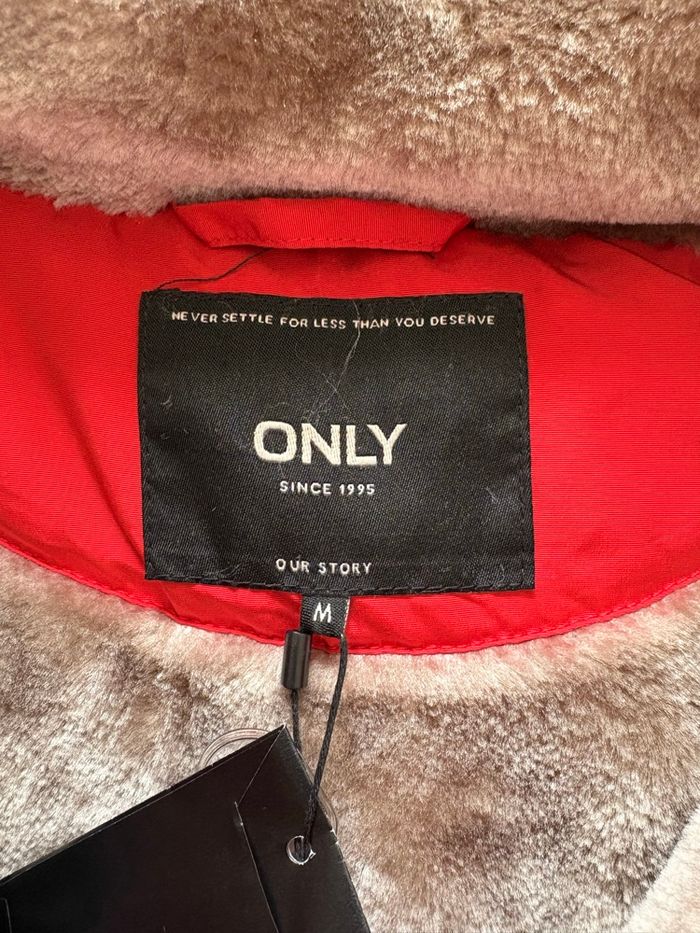 NEVER SETTLE FOR LESS THAN YOU DESERVE
ONLY
SINCE 1995
OUR STORY
M